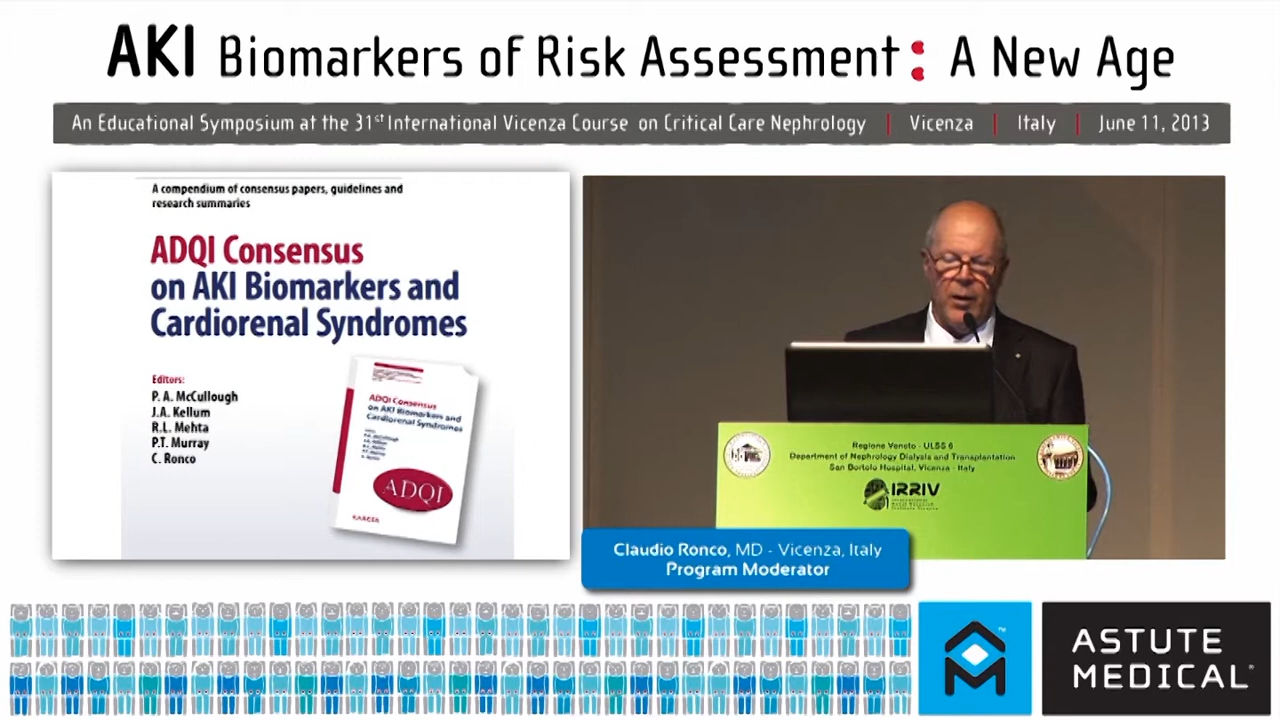 AKI Biomarkers of Risk Assessment: A New Age
An Educational Symposium at the 31st International Vicenza Course on Critical Care Nephrology | Vicenza | Italy | June 11, 2013
A compendium of consensus papers, guidelines and
research summaries
ADQI Consensus
on AKI Biomarkers and
Cardiorenal Syndromes
Editors:
P. A. McCullough
J.A. Kellum
R.L. Mehta
P.T. Murray
C. Ronco
ADQI Consensus
on AKI Biomarkers and
Cardiorenal Syndromes
ADQI
KARGER
Regione Veneto - ULSS 6
Department of Nephrology Dialysis and Transplantation
San Bortolo Hospital, Vicenza - Italy
IRRIV
Claudio Ronco, MD - Vicenza, Italy
Program Moderator
ASTUTE
MEDICAL®